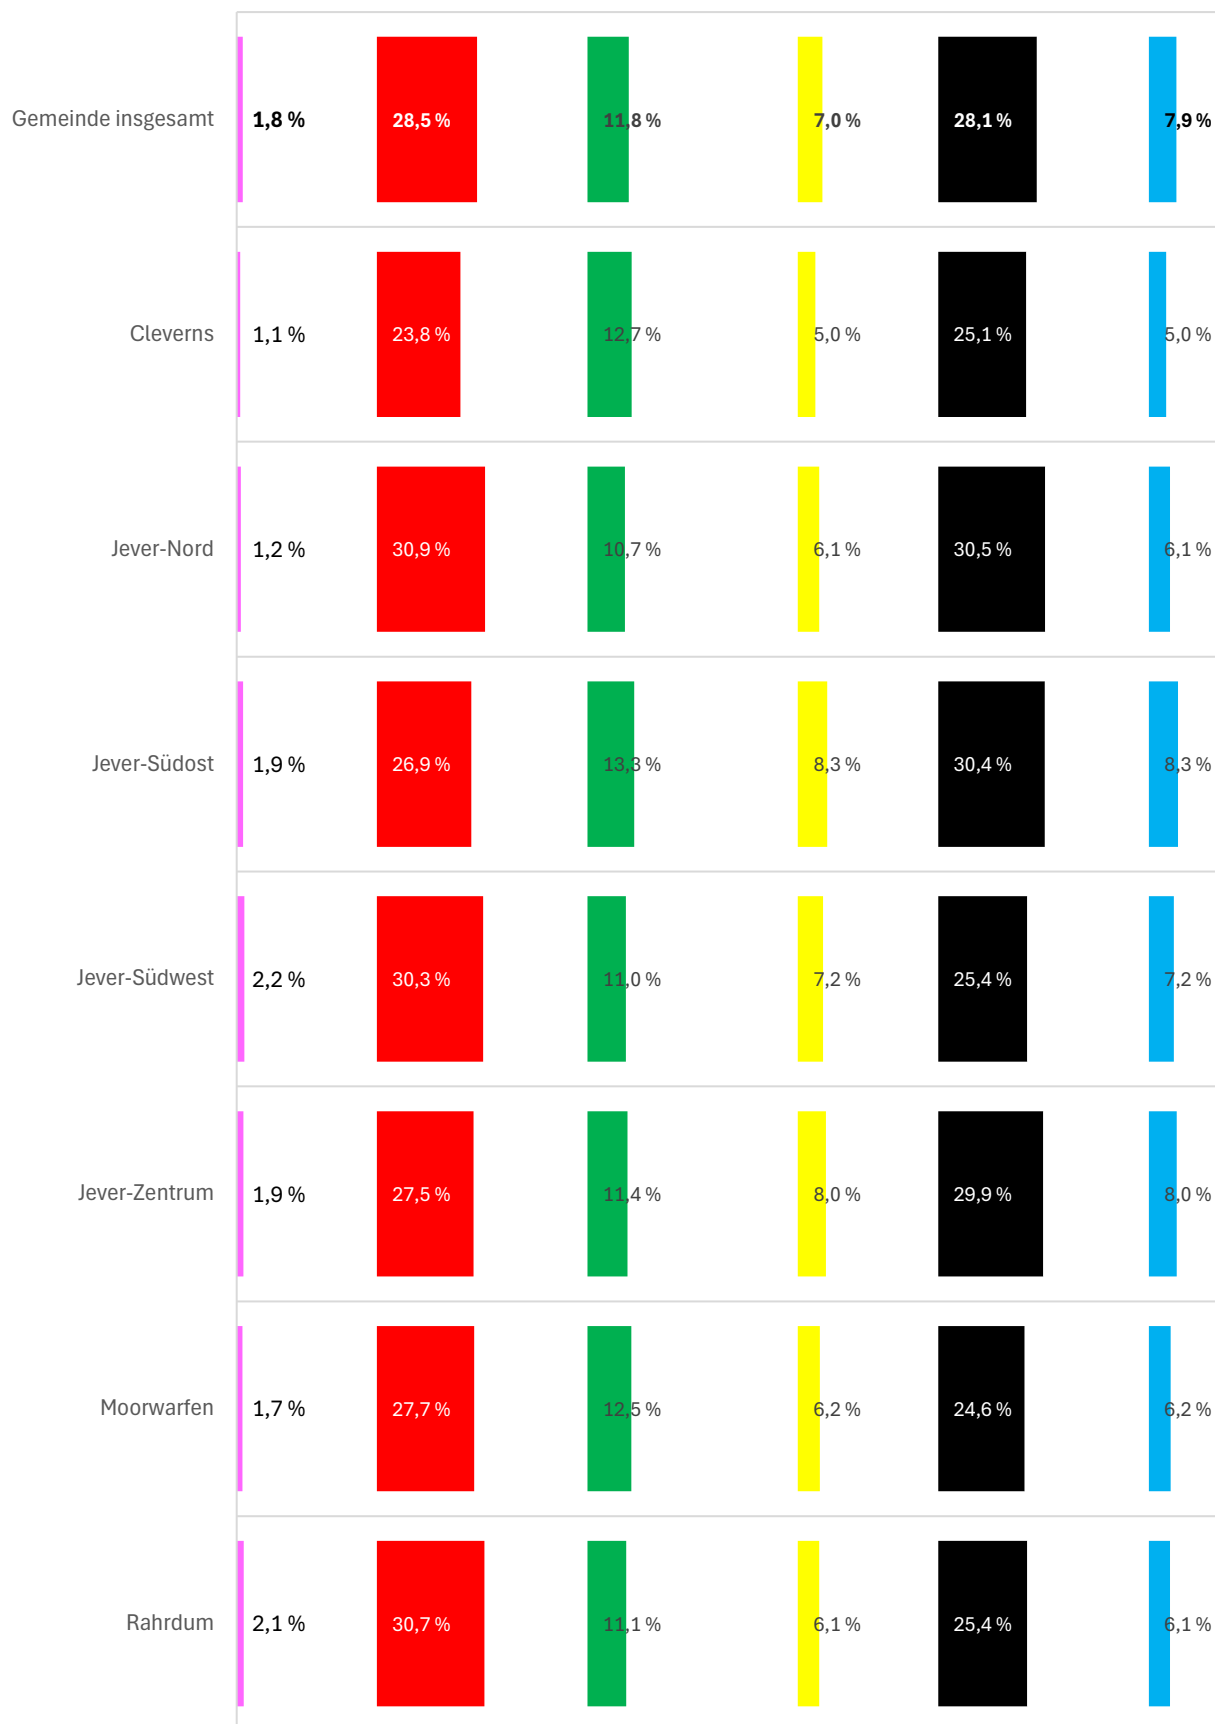 Gemeinde insgesamt 1,8 % 28,5 % 11,8 % 7,0 % 28,1 % 7,9 %
Cleverns 1,1 % 23,8 % 12,7 % 5,0 % 25,1 % 5,0 %
Jever-Nord 1,2 % 30,9 % 10,7 % 6,1 % 30,5 % 6,1 %
Jever-Südost 1,9 % 26,9 % 13,3 % 8,3 % 30,4 % 8,3 %
Jever-Südwest 2,2 % 30,3 % 11,0 % 7,2 % 25,4 % 7,2 %
Jever-Zentrum 1,9 % 27,5 % 11,4 % 8,0 % 29,9 % 8,0 %
Moorwarfen 1,7 % 27,7 % 12,5 % 6,2 % 24,6 % 6,2 %
Rahrdum 2,1 % 30,7 % 11,1 % 6,1 % 25,4 % 6,1 %